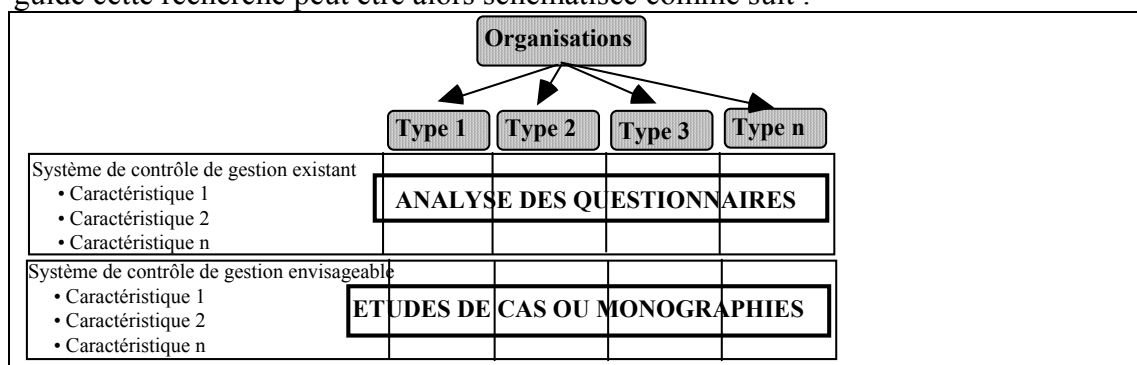 guide cette recherche peut être alors schématisée comme suit :
Organisations
Type 1 Type 2 Type 3 Type n
Système de contrôle de gestion existant
• Caractéristique 1
• Caractéristique 2
• Caractéristique n
ANALYSE DES QUESTIONNAIRES
Système de contrôle de gestion envisageable
• Caractéristique 1
• Caractéristique 2
• Caractéristique n
ETUDES DE CAS OU MONOGRAPHIES